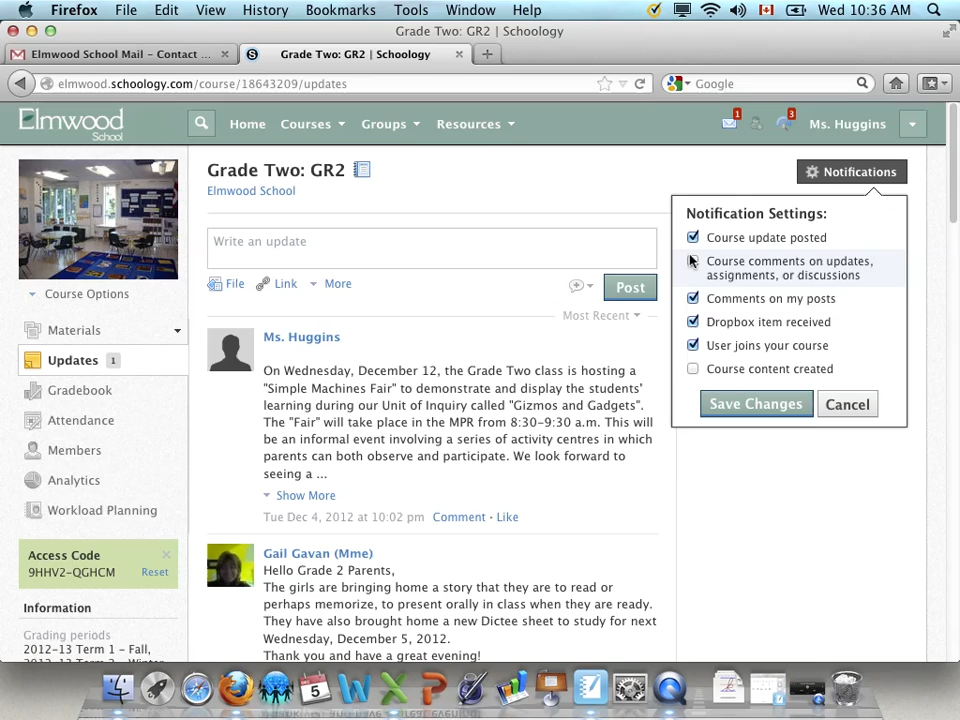 Firefox File Edit View History Bookmarks Tools Window Help Wed 10:36 AM
Grade Two: GR2 | Schoology
Elmwood School Mail – Contact ... Grade Two: GR2 | Schoology
elmwood.schoology.com/course/18643209/updates Google
Elmwood School Home Courses Groups Resources 1 3 Ms. Huggins
Grade Two: GR2
Elmwood School
Notifications
Notification Settings:
Course update posted
Course comments on updates,
assignments, or discussions
Comments on my posts
Dropbox item received
User joins your course
Course content created
Save Changes Cancel
Write an update
File Link More Post
Most Recent
Course Options
Materials
Updates 1
Gradebook
Attendance
Members
Analytics
Workload Planning
Access Code
9HHV2-QGHCM Reset
Information
Grading periods
2012-13 Term 1 – Fall,
2012-13 Term 2 – Winter
Ms. Huggins
On Wednesday, December 12, the Grade Two class is hosting a
"Simple Machines Fair" to demonstrate and display the students'
learning during our Unit of Inquiry called "Gizmos and Gadgets".
The "Fair" will take place in the MPR from 8:30-9:30 a.m. This will
be an informal event involving a series of activity centres in which
parents can both observe and participate. We look forward to
seeing a ...
Show More
Tue Dec 4, 2012 at 10:02 pm Comment · Like
Gail Gavan (Mme)
Hello Grade 2 Parents,
The girls are bringing home a story that they are to read or
perhaps memorize, to present orally in class when they are ready.
They have also brought home a new Dictee sheet to study for next
Wednesday, December 5, 2012.
Thank you and have a great evening!
DEC
5